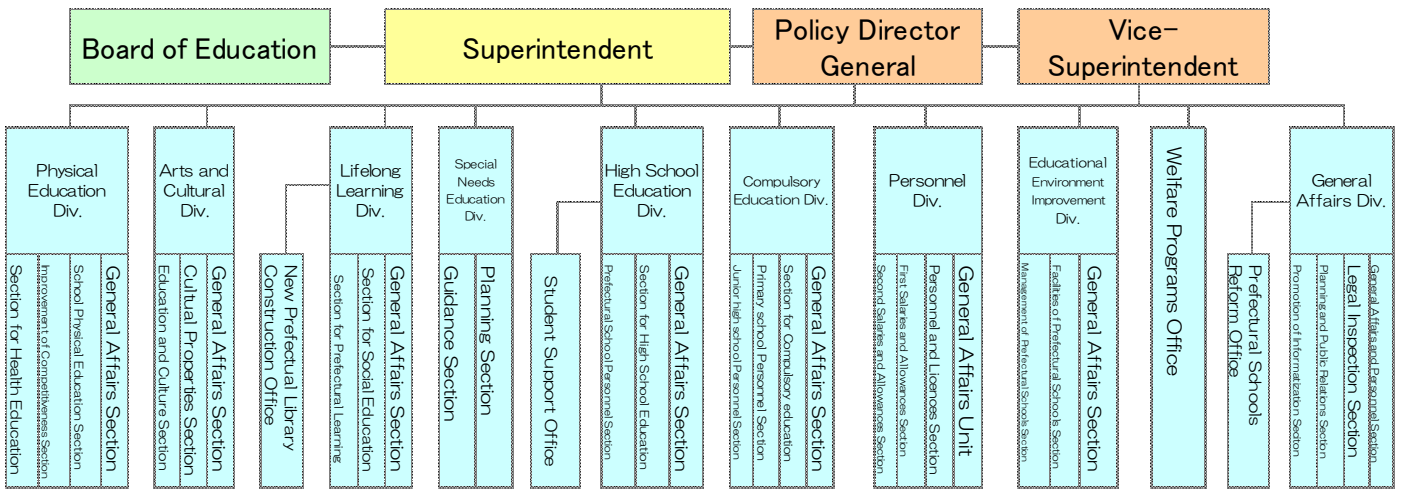 Board of Education
Superintendent
Policy Director
General
Vice-
Superintendent
Physical
Education
Div.
Arts and
Cultural Div.
Lifelong
Learning
Div.
Special
Needs
Education
Div.
High School
Education
Div.
Compulsory
Education Div.
Personnel
Div.
Educational
Environment
Improvement
Div.
Welfare Programs Office
General
Affairs Div.
Section for Health Education
Improvement of Competitiveness Section
School Physical Education Section
General Affairs Section
Education and Culture Section
Cultural Properties Section
General Affairs Section
New Prefectural Library
Construction Office
Section for Prefectural Learning
Section for Social Education
General Affairs Section
Guidance Section
Planning Section
Student Support Office
Prefectural School Personnel Section
Section for High School Education
General Affairs Section
Junior high school Personnel Section
Primary school Personnel Section
Section for Compulsory education
General Affairs Section
Second Salaries and Allowances Section
First Salaries and Allowances Section
Personnel and Licences Section
General Affairs Unit
Management of Prefectural Schools Section
Facilities of Prefectural Schools Section
General Affairs Section
Prefectural Schools
Reform Office
Promotion of Informatization Seciton
Planning and Public Relations Section
Legal Inspection Section
General Affairs and Personnel Section